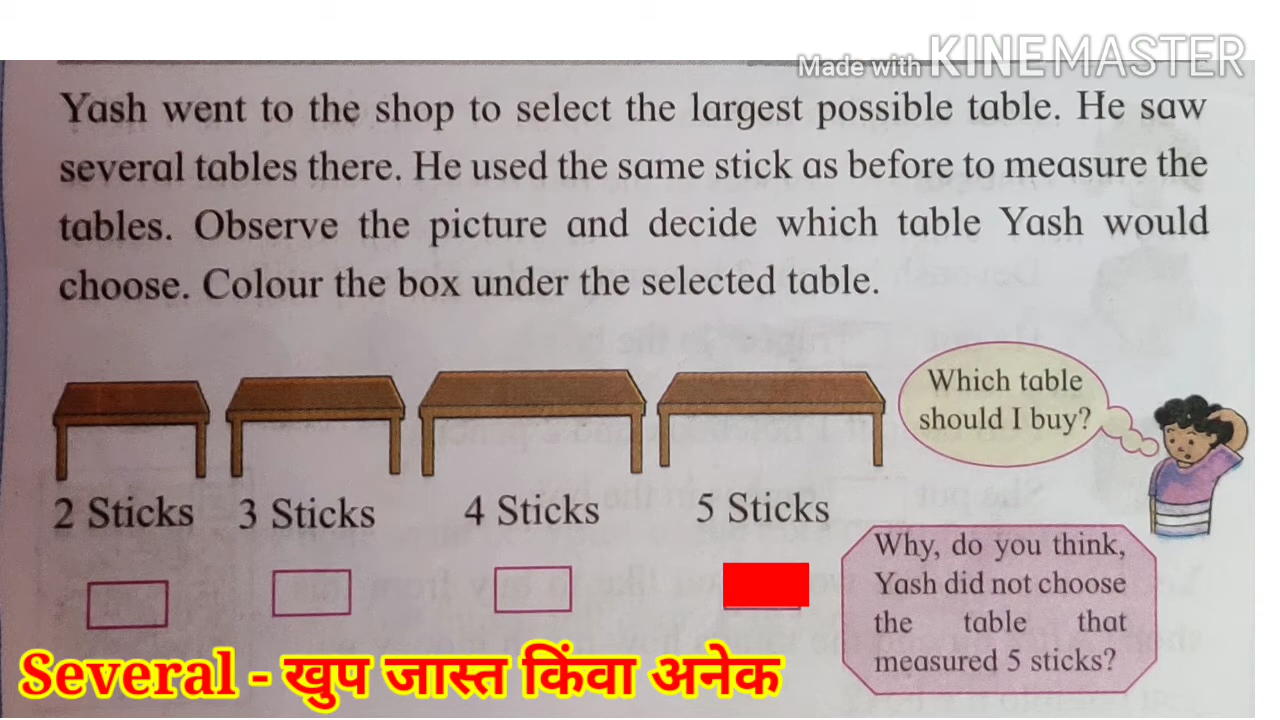 Made with KINEMASTER
Yash went to the shop to select the largest possible table. He saw
several tables there. He used the same stick as before to measure the
tables. Observe the picture and decide which table Yash would
choose. Colour the box under the selected table.
Which table
should I buy?
2 Sticks 3 Sticks 4 Sticks 5 Sticks
Why, do you think,
Yash did not choose
the table that
measured 5 sticks?
Several - खुप जास्त किंवा अनेक